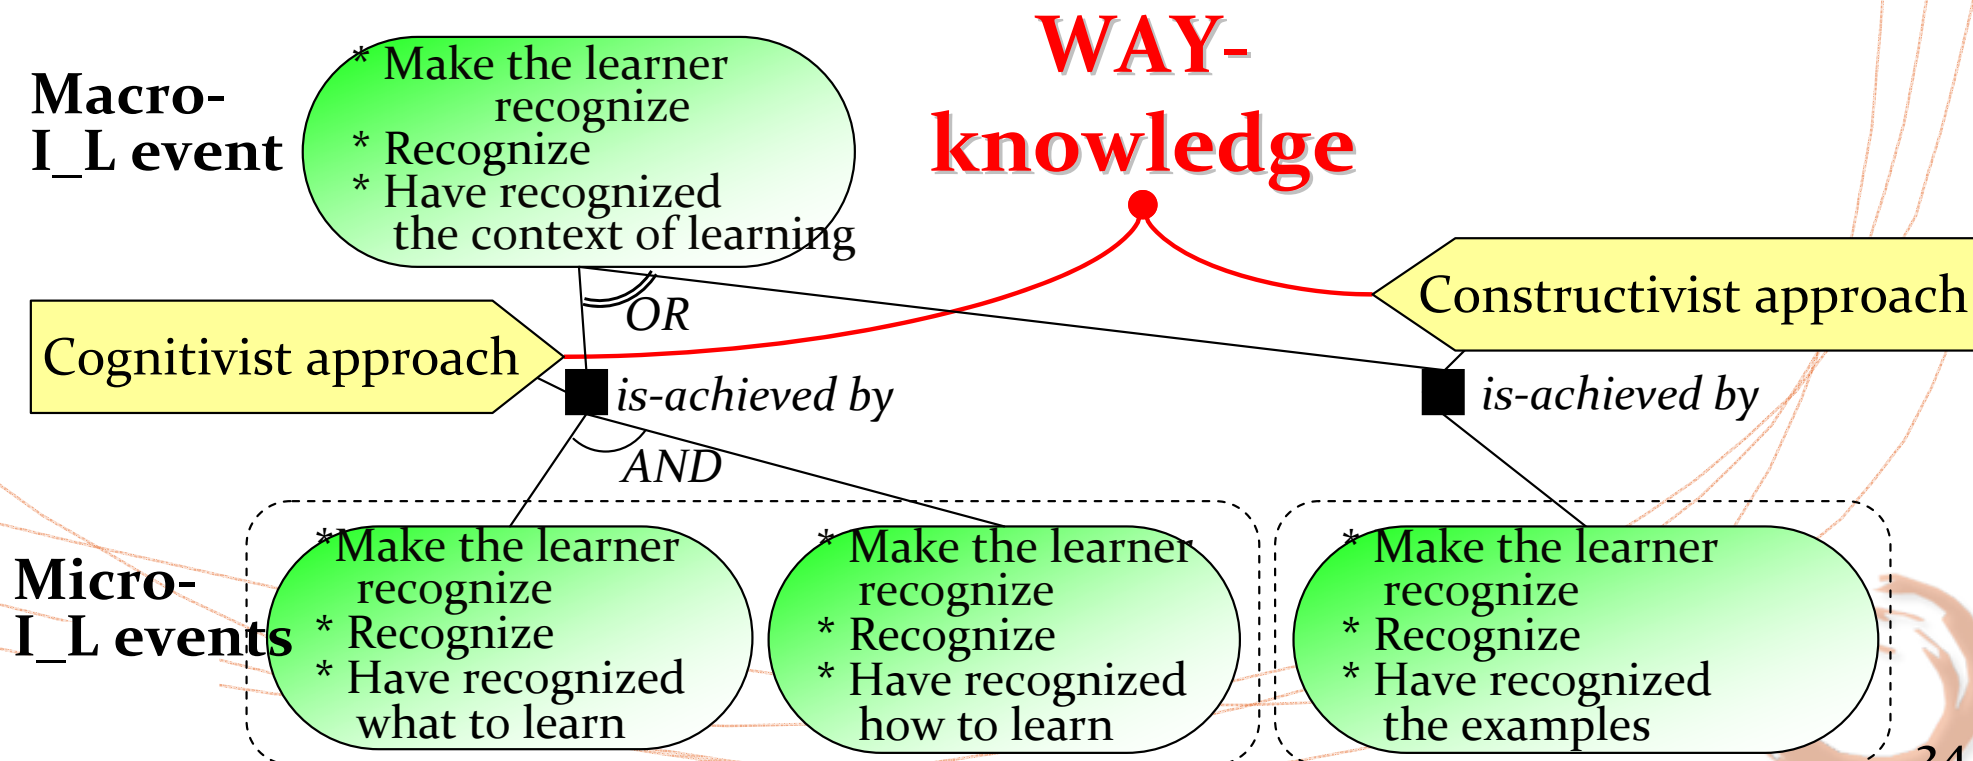 WAY-
knowledge
Macro-
I_L event
* Make the learner
recognize
* Recognize
* Have recognized
the context of learning
OR
Cognitivist approach
Constructivist approach
is-achieved by
is-achieved by
AND
Micro-
I_L events
*Make the learner
recognize
* Recognize
* Have recognized
what to learn
* Make the learner
recognize
* Recognize
* Have recognized
how to learn
* Make the learner
recognize
* Recognize
* Have recognized
the examples